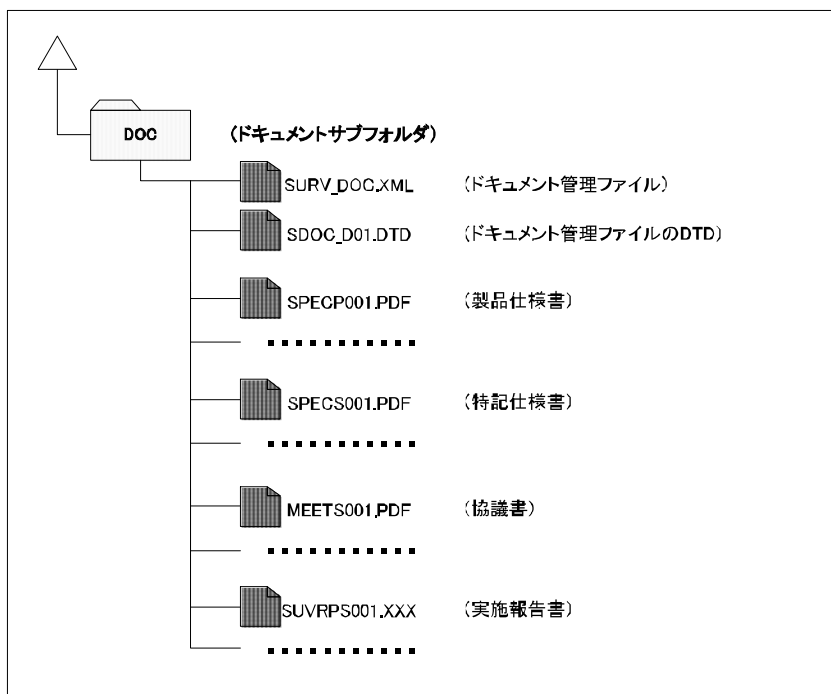 DOC （ドキュメントサブフォルダ）
SURV_DOC.XML （ドキュメント管理ファイル）
SDOC_D01.DTD （ドキュメント管理ファイルのDTD）
SPECP001.PDF （製品仕様書）
...........
SPECS001.PDF （特記仕様書）
...........
MEETS001.PDF （協議書）
...........
SUVRPS001.XXX （実施報告書）
...........